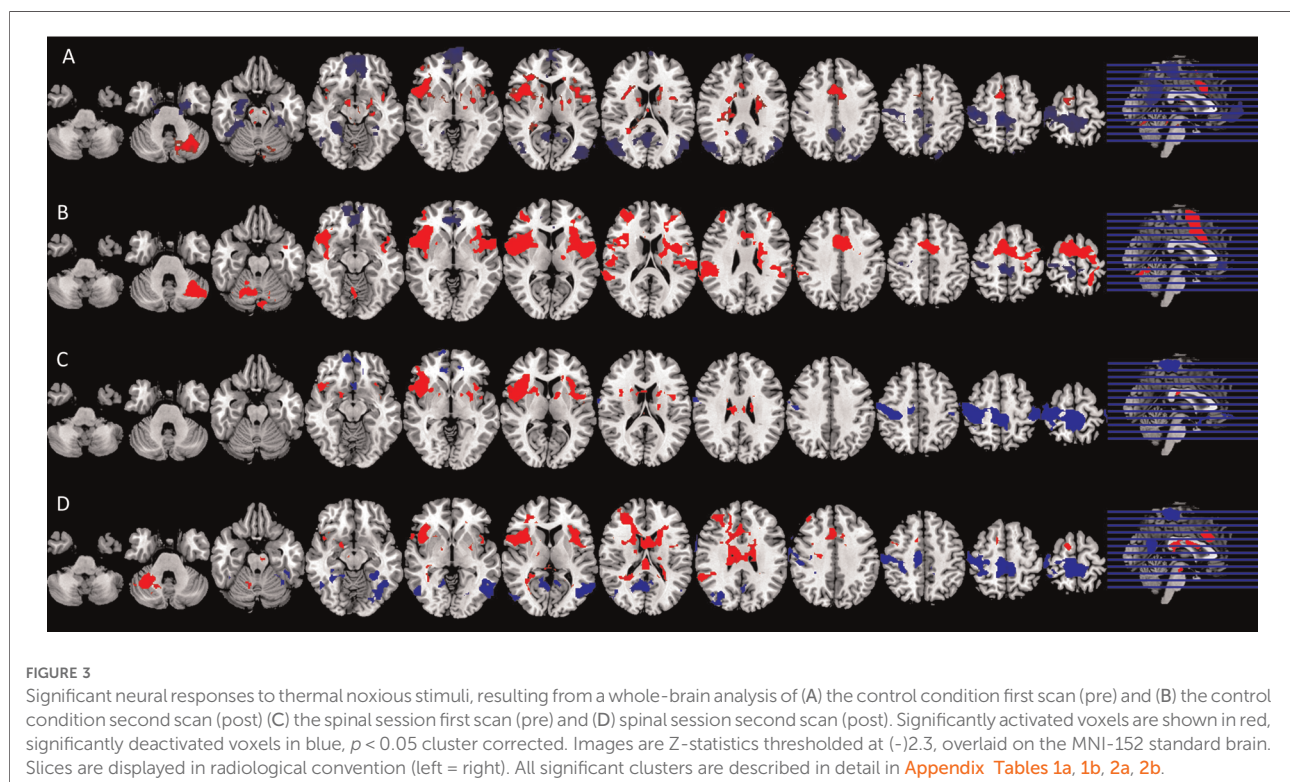 A
B
C
D
FIGURE 3
Significant neural responses to thermal noxious stimuli, resulting from a whole-brain analysis of (A) the control condition first scan (pre) and (B) the control
condition second scan (post) (C) the spinal session first scan (pre) and (D) spinal session second scan (post). Significantly activated voxels are shown in red,
significantly deactivated voxels in blue, p < 0.05 cluster corrected. Images are Z-statistics thresholded at (-)2.3, overlaid on the MNI-152 standard brain.
Slices are displayed in radiological convention (left = right). All significant clusters are described in detail in Appendix Tables 1a, 1b, 2a, 2b.